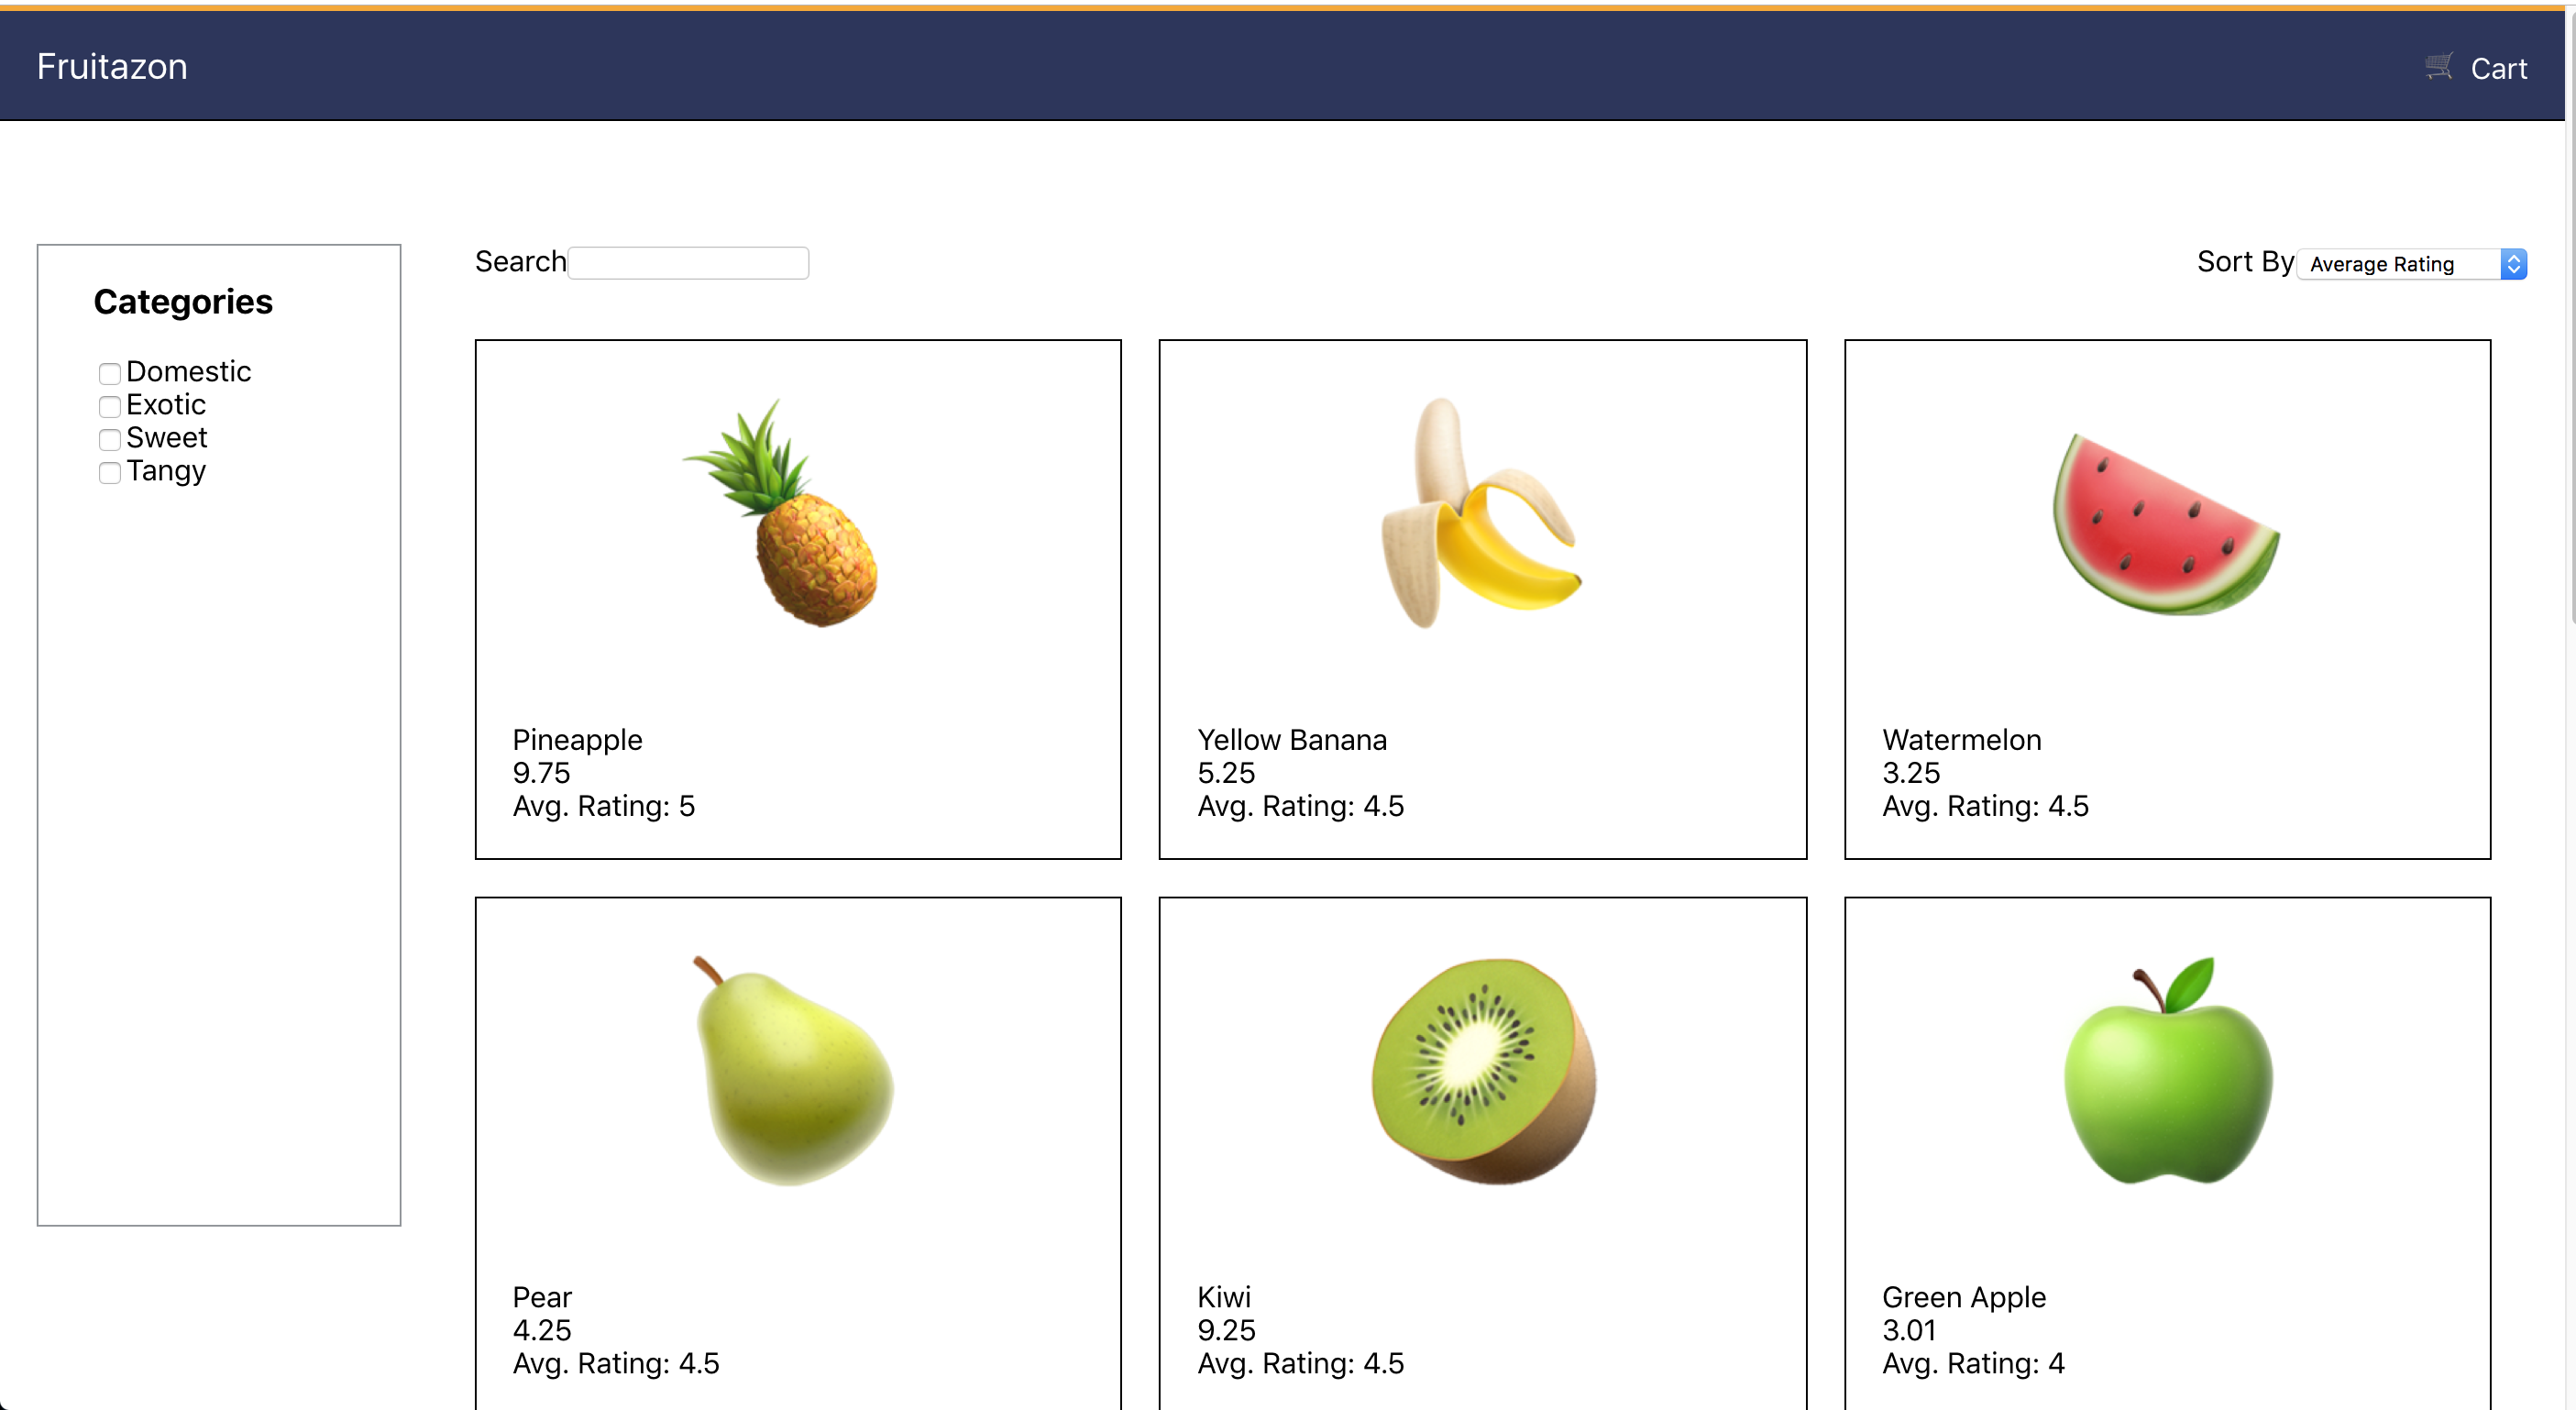 Fruitazon
Cart
Categories
Domestic
Exotic
Sweet
Tangy
Search
Sort By Average Rating
Pineapple
9.75
Avg. Rating: 5
Yellow Banana
5.25
Avg. Rating: 4.5
Watermelon
3.25
Avg. Rating: 4.5
Pear
4.25
Avg. Rating: 4.5
Kiwi
9.25
Avg. Rating: 4.5
Green Apple
3.01
Avg. Rating: 4